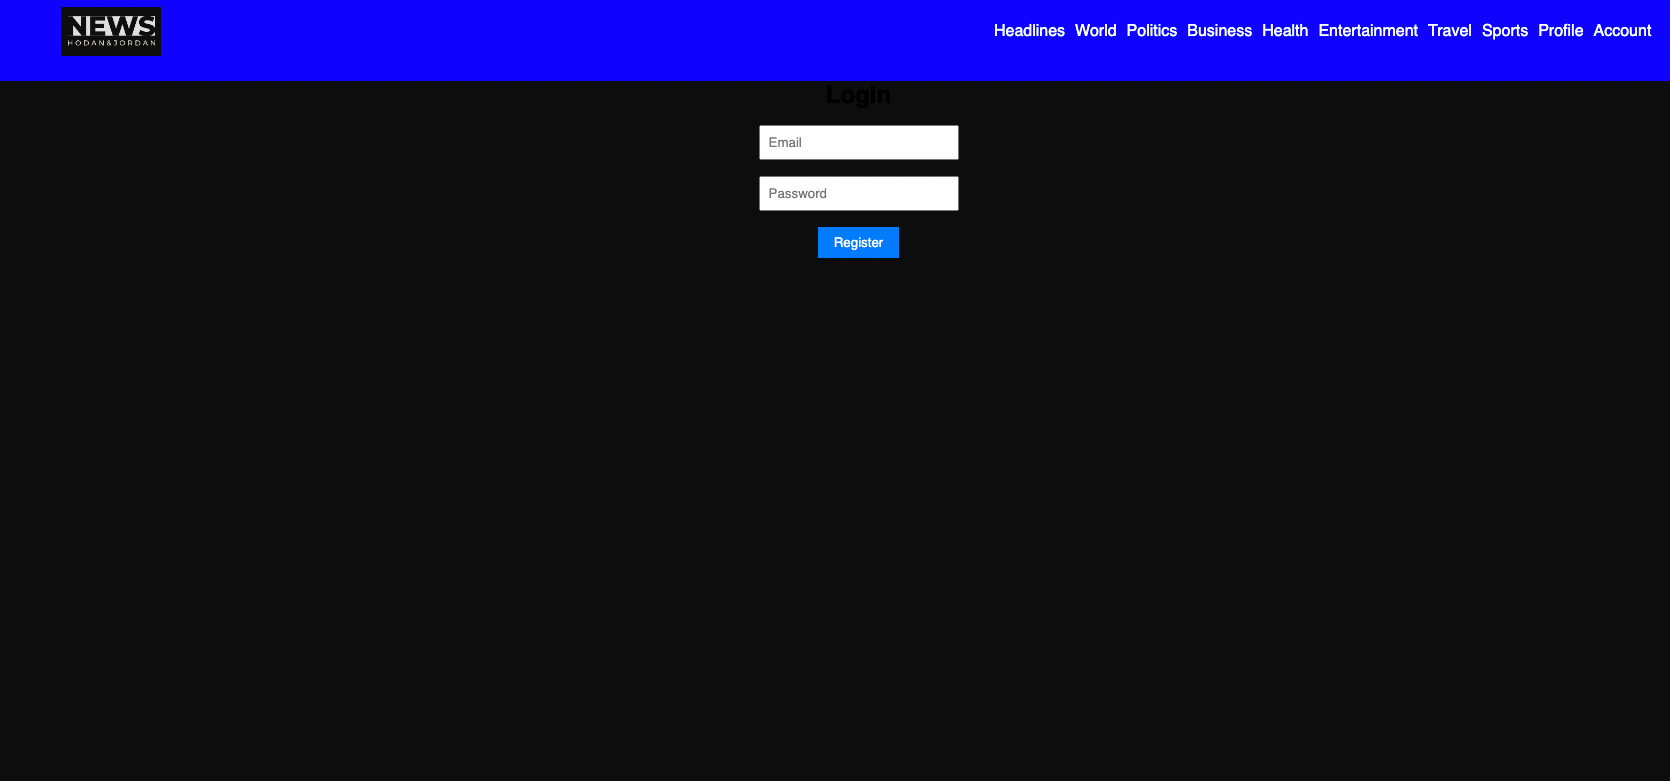 NEWS
HODAN&JORDAN
Headlines World Politics Business Health Entertainment Travel Sports Profile Account
Login
Email
Password
Register